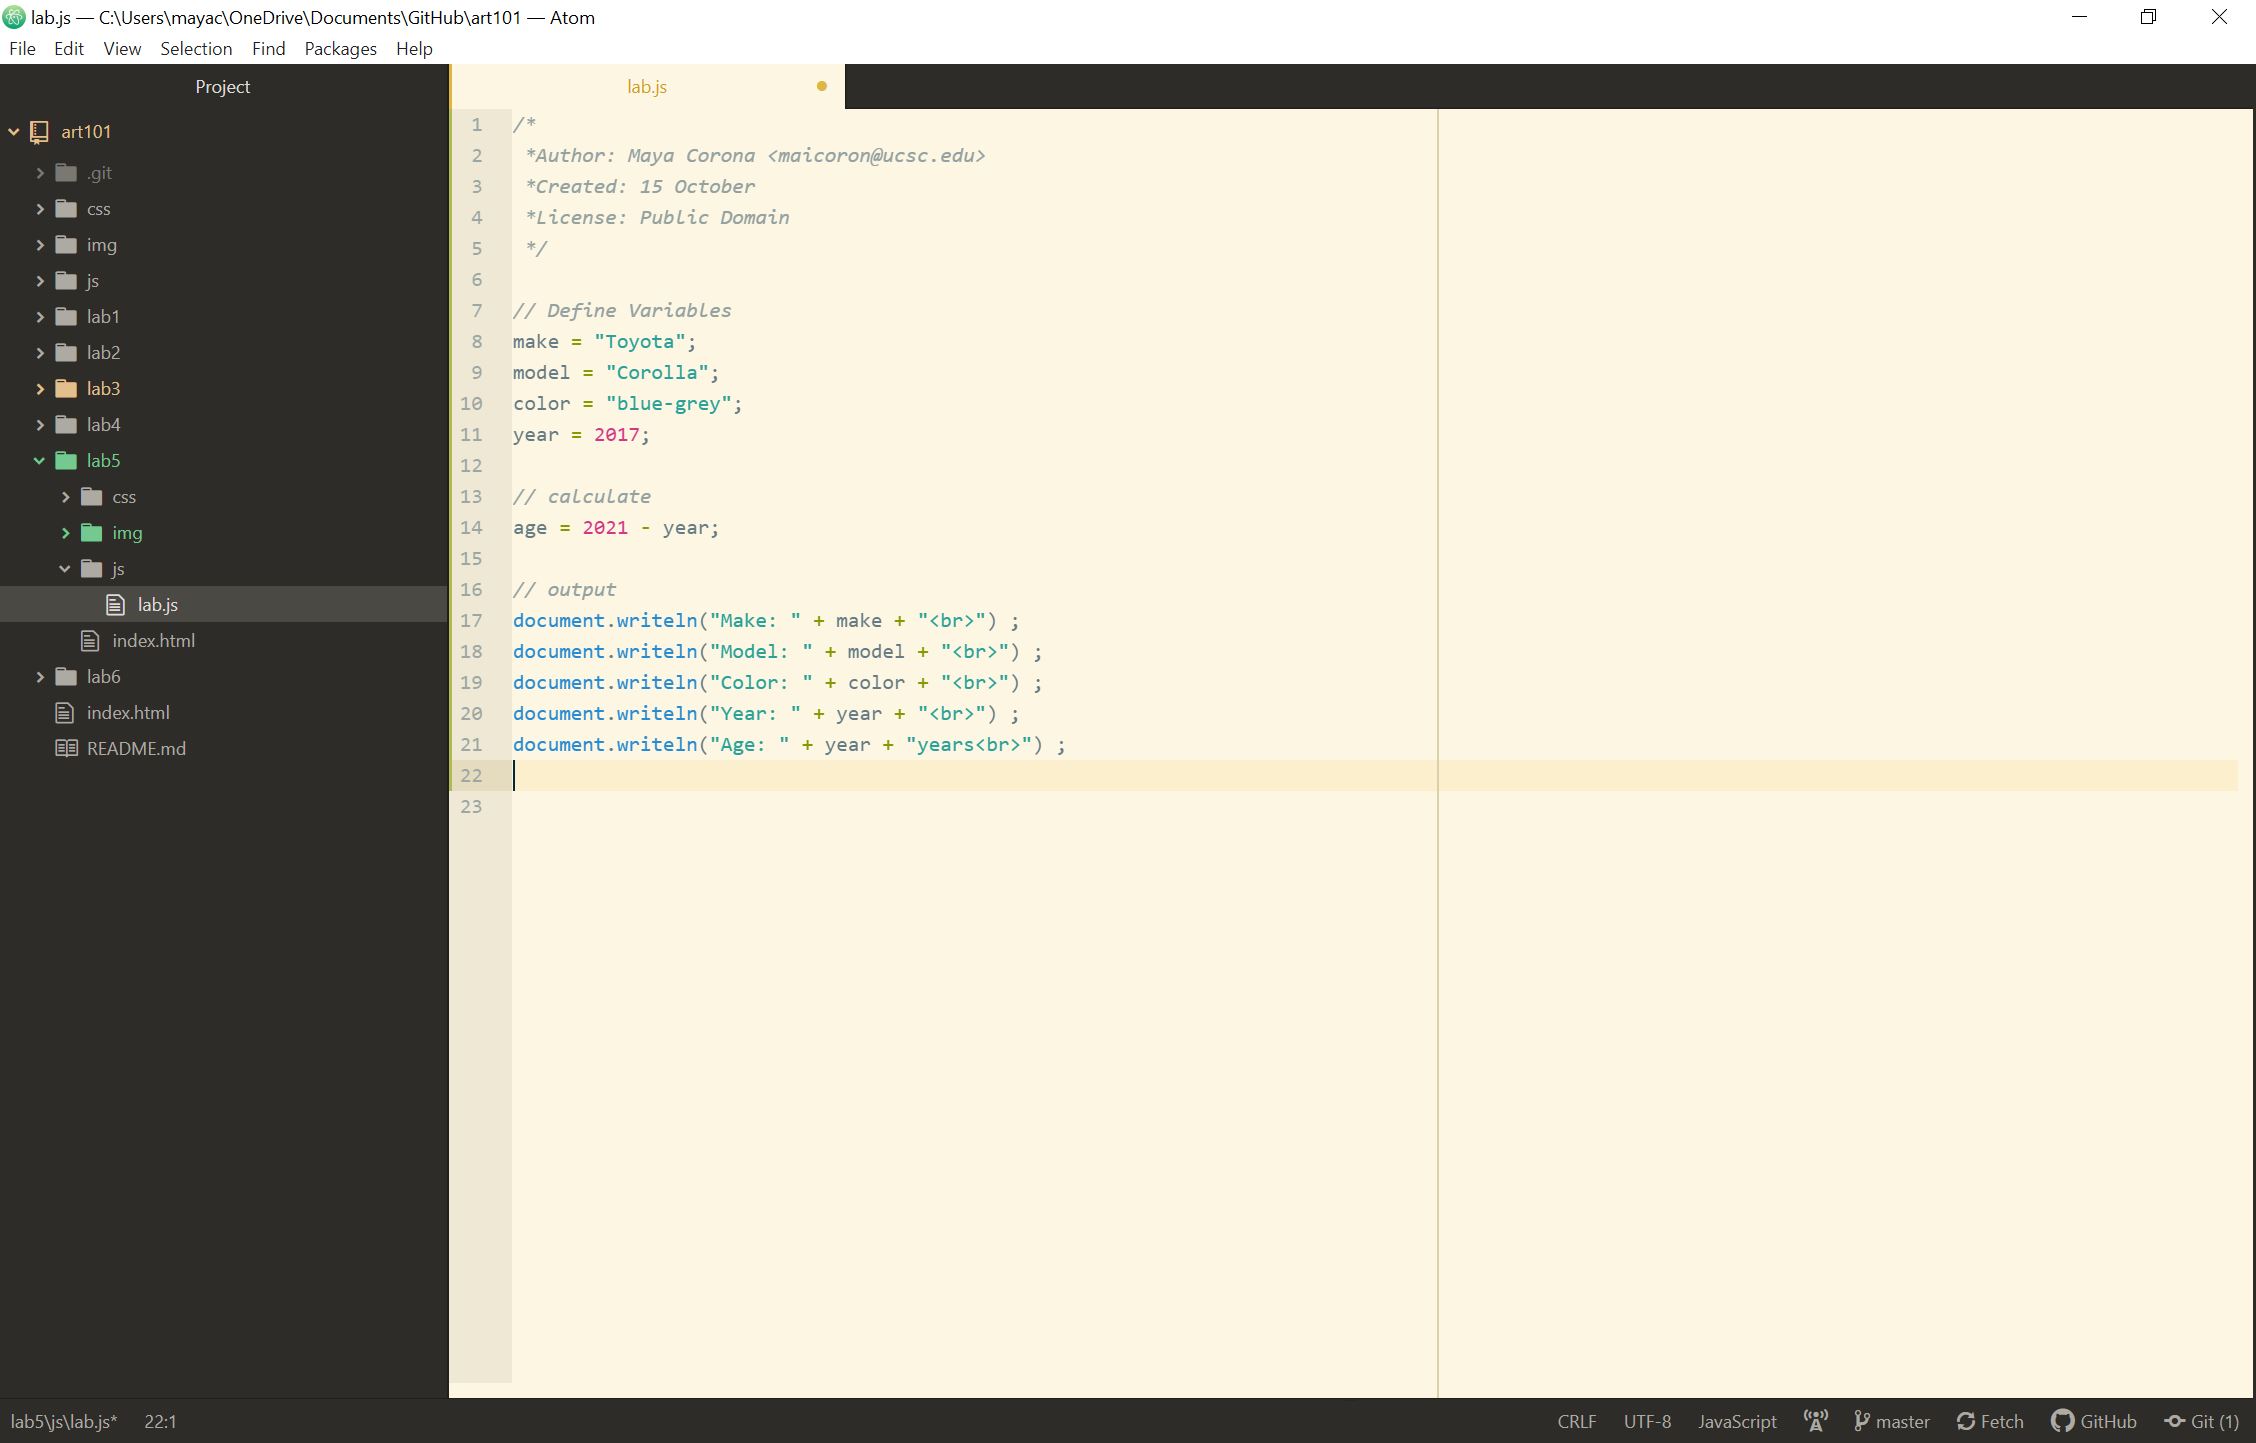 lab.js — C:\Users\mayac\OneDrive\Documents\GitHub\art101 — Atom
File Edit View Selection Find Packages Help
Project
art101
.git
css
img
js
lab1
lab2
lab3
lab4
lab5
css
img
js
lab.js
index.html
lab6
index.html
README.md
lab.js
1 /*
2  *Author: Maya Corona <maicoron@ucsc.edu>
3  *Created: 15 October
4  *License: Public Domain
5  */
6
7 // Define Variables
8 make = "Toyota";
9 model = "Corolla";
10 color = "blue-grey";
11 year = 2017;
12
13 // calculate
14 age = 2021 - year;
15
16 // output
17 document.writeln("Make: " + make + "<br>") ;
18 document.writeln("Model: " + model + "<br>") ;
19 document.writeln("Color: " + color + "<br>") ;
20 document.writeln("Year: " + year + "<br>") ;
21 document.writeln("Age: " + year + "years<br>") ;
22
23
lab5\js\lab.js* 22:1 CRLF UTF-8 JavaScript master Fetch GitHub Git (1)